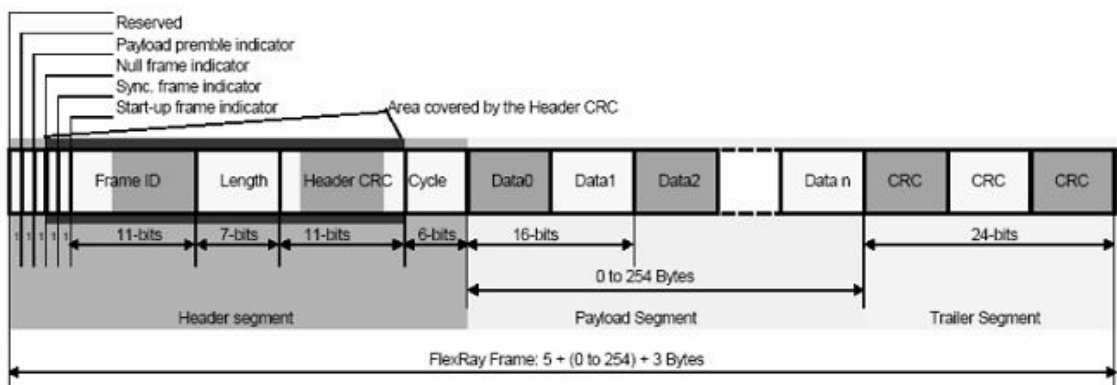 Reserved
Payload premble indicator
Null frame indicator
Sync. frame indicator
Start-up frame indicator
Area covered by the Header CRC
Frame ID Length Header CRC Cycle Data0 Data1 Data2 Data n CRC CRC CRC
1 1 1 1 1 11-bits 7-bits 11-bits 6-bits 16-bits 24-bits
0 to 254 Bytes
Header segment Payload Segment Trailer Segment
FlexRay Frame: 5 + (0 to 254) + 3 Bytes